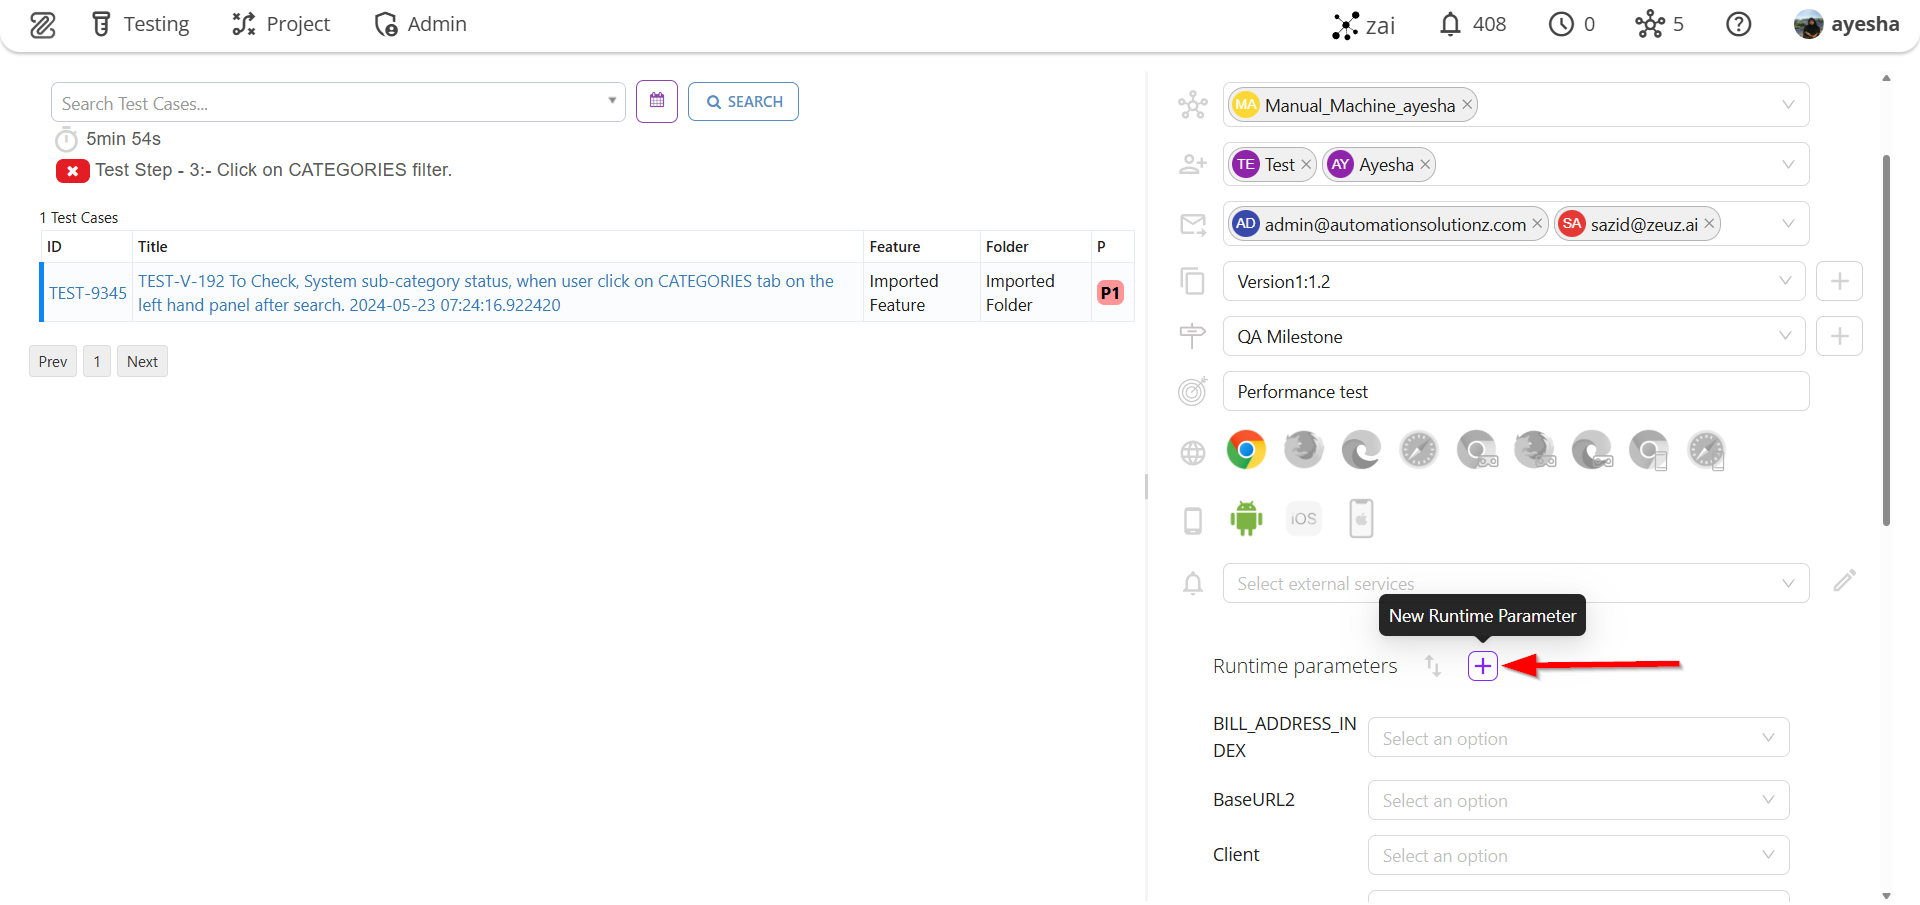 Testing
Project
Admin
zai
408
0
5
ayesha
Search Test Cases...
SEARCH
5min 54s
Test Step - 3:- Click on CATEGORIES filter.
1 Test Cases
ID Title Feature Folder P
TEST-9345
TEST-V-192 To Check, System sub-category status, when user click on CATEGORIES tab on the
left hand panel after search. 2024-05-23 07:24:16.922420
Imported
Feature
Imported
Folder
P1
Prev 1 Next
MA Manual_Machine_ayesha
TE Test AY Ayesha
AD admin@automationsolutionz.com SA sazid@zeuz.ai
Version1:1.2
QA Milestone
Performance test
iOS
Select external services
New Runtime Parameter
Runtime parameters
BILL_ADDRESS_IN
DEX
Select an option
BaseURL2 Select an option
Client Select an option